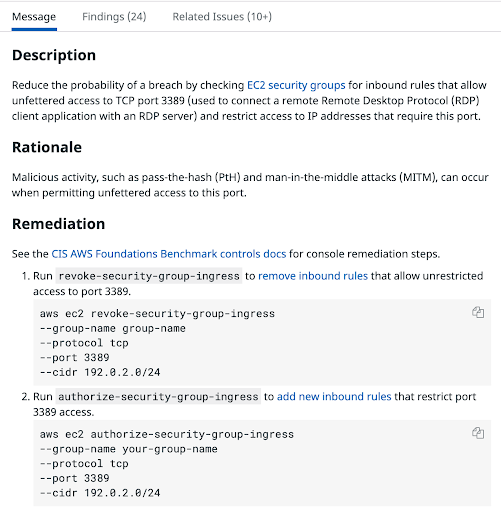 Message Findings (24) Related Issues (10+)
Description
Reduce the probability of a breach by checking EC2 security groups for inbound rules that allow
unfettered access to TCP port 3389 (used to connect a remote Remote Desktop Protocol (RDP)
client application with an RDP server) and restrict access to IP addresses that require this port.
Rationale
Malicious activity, such as pass-the-hash (PtH) and man-in-the-middle attacks (MITM), can occur
when permitting unfettered access to this port.
Remediation
See the CIS AWS Foundations Benchmark controls docs for console remediation steps.
1. Run revoke-security-group-ingress to remove inbound rules that allow unrestricted
access to port 3389.
aws ec2 revoke-security-group-ingress
--group-name group-name
--protocol tcp
--port 3389
--cidr 192.0.2.0/24
2. Run authorize-security-group-ingress to add new inbound rules that restrict port
3389 access.
aws ec2 authorize-security-group-ingress
--group-name your-group-name
--protocol tcp
--port 3389
--cidr 192.0.2.0/24